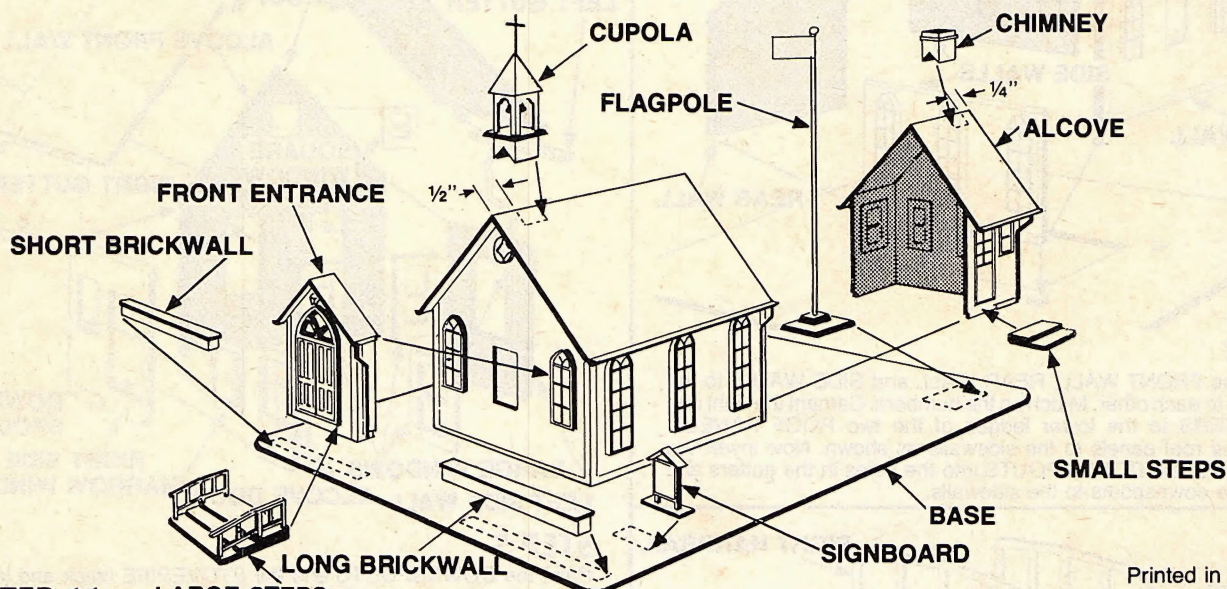 CUPOLA
CHIMNEY
1/4"
FLAGPOLE
ALCOVE
FRONT ENTRANCE
1/2"
SHORT BRICKWALL
SMALL STEPS
BASE
SIGNBOARD
LONG BRICKWALL
Printed in
LARGE STEPS